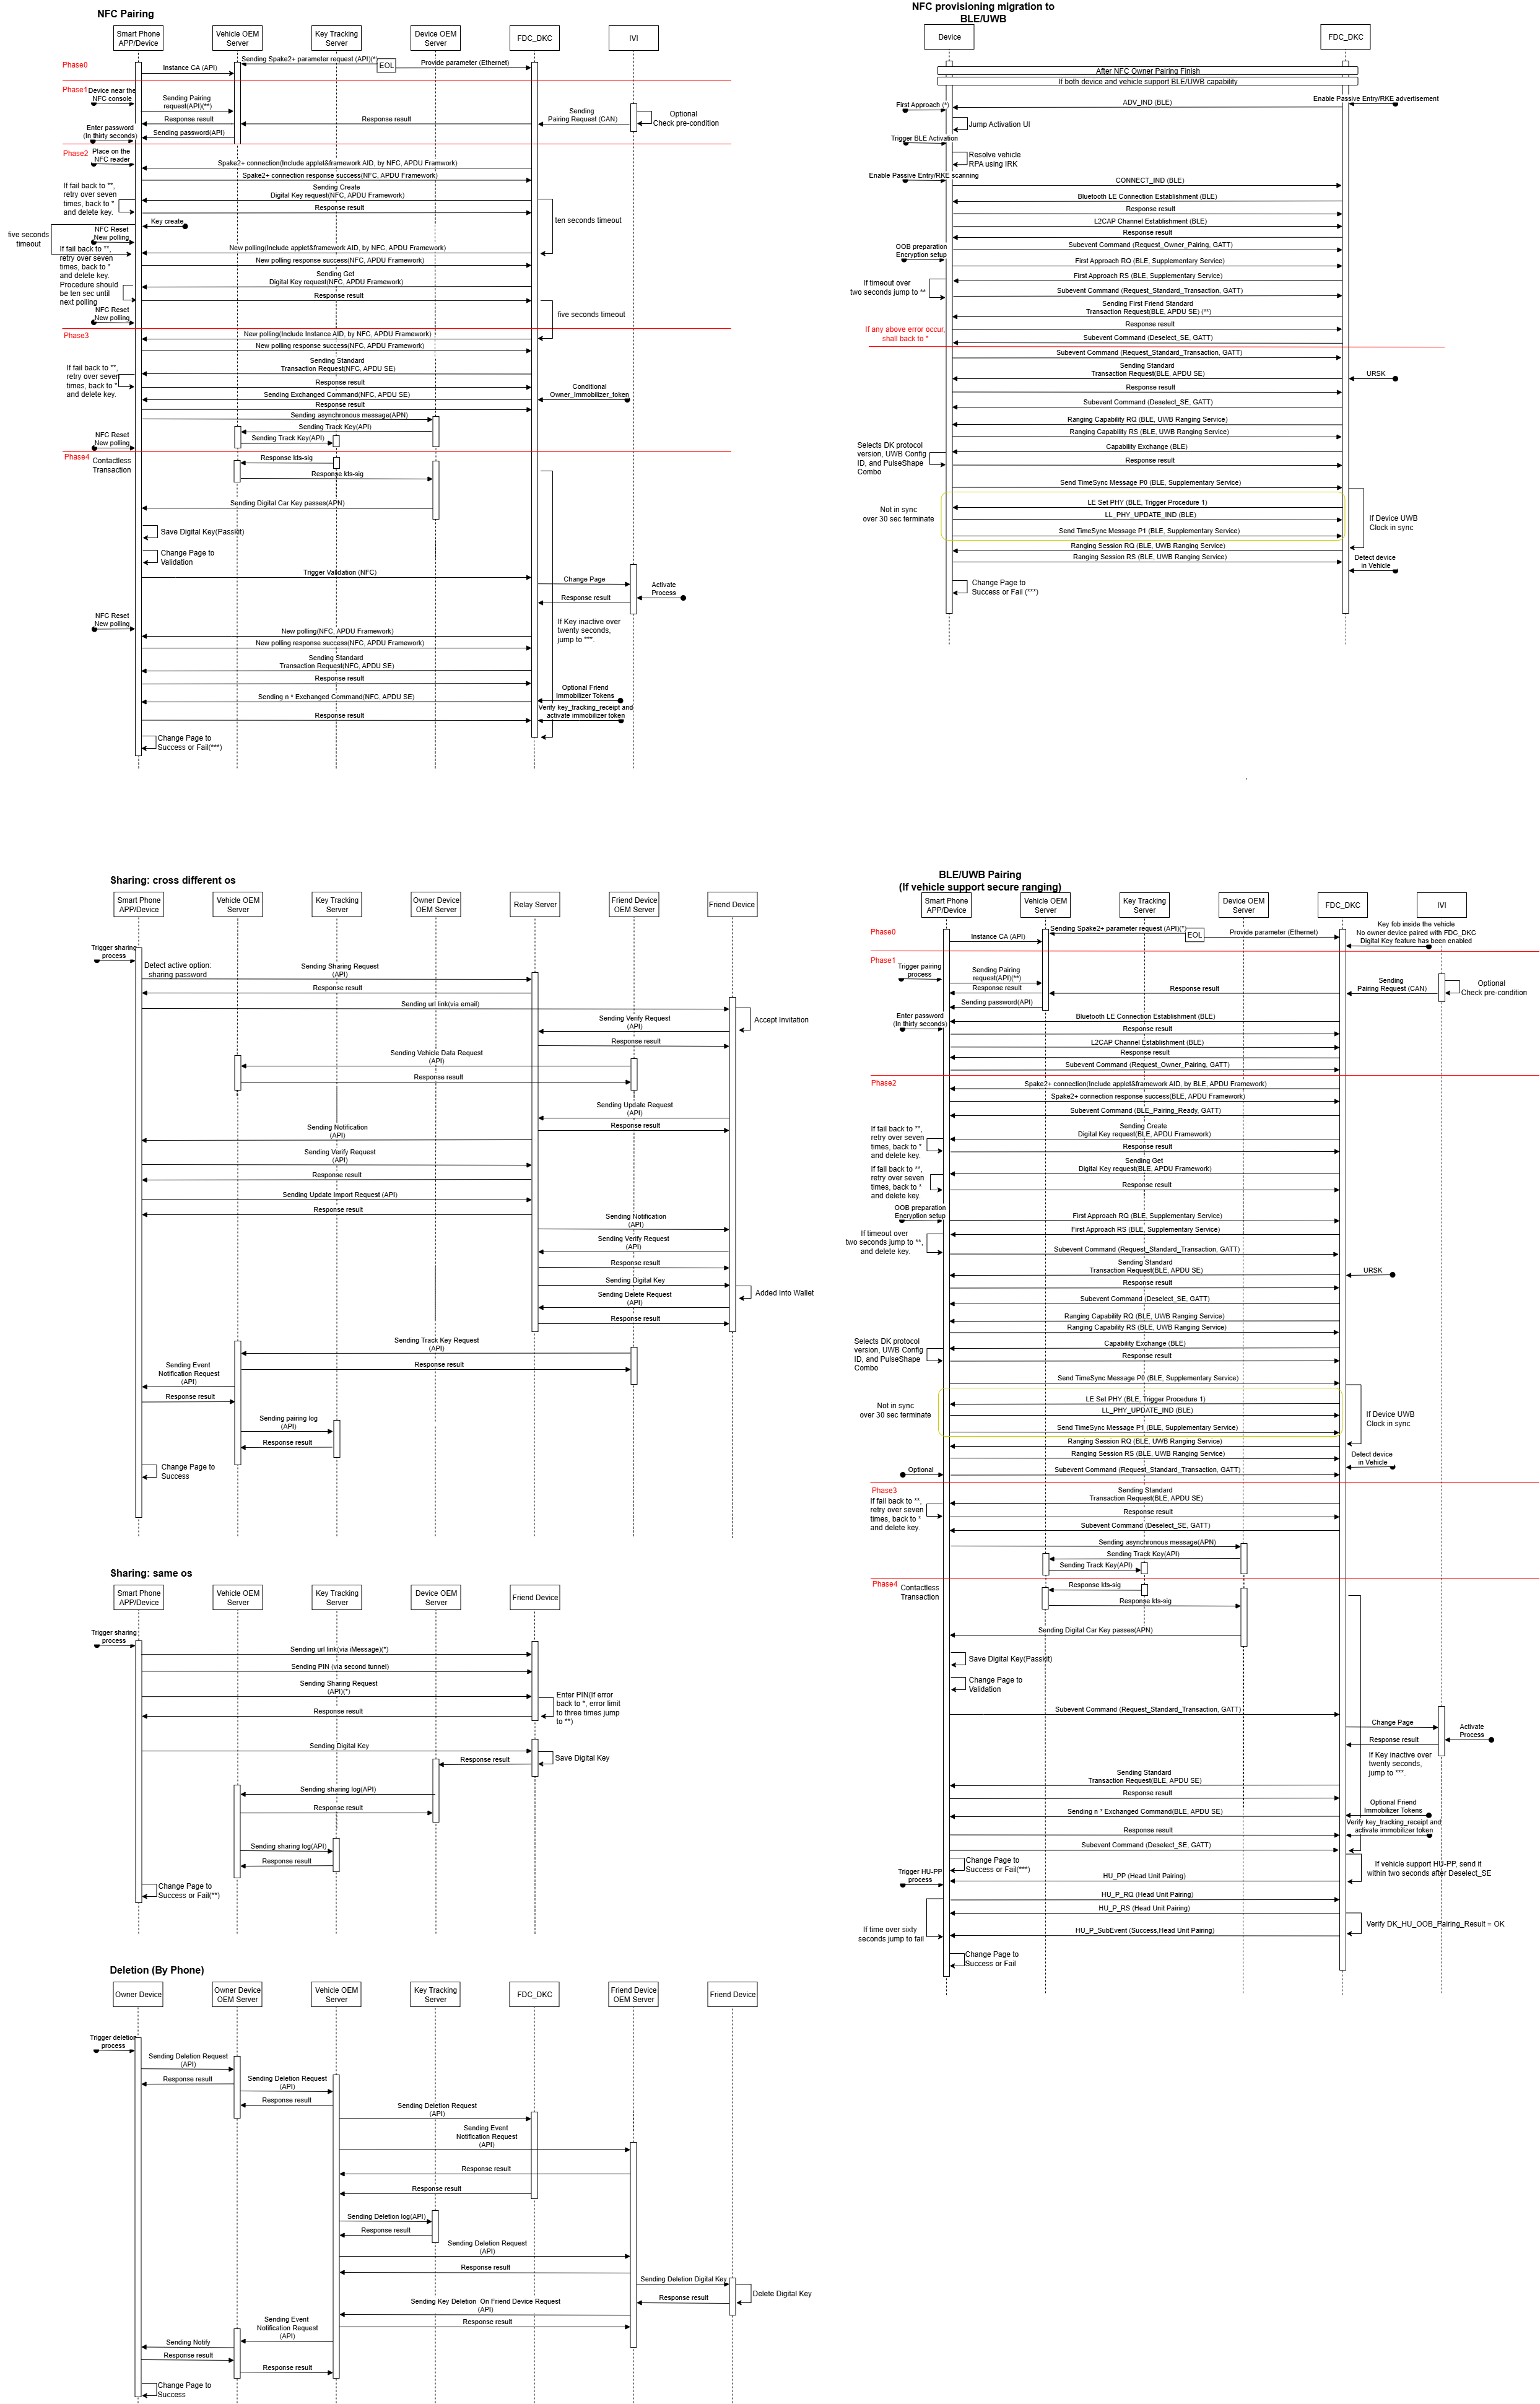 NFC Pairing
Smart Phone
APP/Device
Vehicle OEM
Server
Key Tracking
Server
Device OEM
Server
FDC_DKC
IVI
Phase0
Sending Spake2+ parameter request (API)(*)
EOL
Provide parameter (Ethernet)
Instance CA (API)
Phase1
Device near the
NFC console
Sending Pairing
request(API)(**)
Response result
Response result
Sending
Pairing Request (CAN)
Optional
Check pre-condition
Enter password
(In thirty seconds)
Sending password(API)
Phase2
Place on the
NFC reader
Spake2+ connection(Include applet&framework AID, by NFC, APDU Framwork)
Spake2+ connection response success(NFC, APDU Framework)
If fail back to **,
retry over seven
times, back to *
and delete key.
Sending Create
Digital Key request(NFC, APDU Framework)
Response result
ten seconds timeout
Key create
five seconds
timeout
NFC Reset
New polling
If fail back to **,
retry over seven
times, back to *
and delete key.
Procedure should
be ten sec until
next polling
New polling(Include applet&framework AID, by NFC, APDU Framework)
New polling response success(NFC, APDU Framework)
Sending Get
Digital Key request(NFC, APDU Framework)
Response result
five seconds timeout
NFC Reset
New polling
Phase3
New polling(Include Instance AID, by NFC, APDU Framework)
New polling response success(NFC, APDU Framework)
If fail back to **,
retry over seven
times, back to *
and delete key.
Sending Standard
Transaction Request(NFC, APDU SE)
Response result
Conditional
Owner_Immobilizer_token
Sending Exchanged Command(NFC, APDU SE)
Response result
Sending asynchronous message(APN)
Sending Track Key(API)
Sending Track Key(API)
NFC Reset
New polling
Phase4
Contactless
Transaction
Response kts-sig
Response kts-sig
Sending Digital Car Key passes(APN)
Save Digital Key(Passkit)
Change Page to
Validation
Trigger Validation (NFC)
Change Page
Activate
Process
Response result
If Key inactive over
twenty seconds,
jump to ***.
NFC Reset
New polling
New polling(NFC, APDU Framework)
New polling response success(NFC, APDU Framework)
Sending Standard
Transaction Request(NFC, APDU SE)
Response result
Optional Friend
Immobilizer Tokens
Sending n * Exchanged Command(NFC, APDU SE)
Verify key_tracking_receipt and
activate immobilizer token
Response result
Change Page to
Success or Fail(***)
NFC provisioning migration to
BLE/UWB
Device
FDC_DKC
After NFC Owner Pairing Finish
If both device and vehicle support BLE/UWB capability
First Approach (*)
ADV_IND (BLE)
Enable Passive Entry/RKE advertisement
Jump Activation UI
Trigger BLE Activation
Resolve vehicle
RPA using IRK
Enable Passive Entry/RKE scanning
CONNECT_IND (BLE)
Bluetooth LE Connection Establishment (BLE)
Response result
L2CAP Channel Establishment (BLE)
Response result
Subevent Command (Request_Owner_Pairing, GATT)
OOB preparation
Encryption setup
First Approach RQ (BLE, Supplementary Service)
First Approach RS (BLE, Supplementary Service)
If timeout over
two seconds jump to **
Subevent Command (Request_Standard_Transaction, GATT)
Sending First Friend Standard
Transaction Request(BLE, APDU SE) (**)
Response result
If any above error occur,
shall back to *
Subevent Command (Deselect_SE, GATT)
Subevent Command (Request_Standard_Transaction, GATT)
Sending Standard
Transaction Request(BLE, APDU SE)
URSK
Response result
Subevent Command (Deselect_SE, GATT)
Ranging Capability RQ (BLE, UWB Ranging Service)
Ranging Capability RS (BLE, UWB Ranging Service)
Selects DK protocol
version, UWB Config
ID, and PulseShape
Combo
Capability Exchange (BLE)
Response result
Send TimeSync Message P0 (BLE, Supplementary Service)
Not in sync
over 30 sec terminate
LE Set PHY (BLE, Trigger Procedure 1)
LL_PHY_UPDATE_IND (BLE)
If Device UWB
Clock in sync
Send TimeSync Message P1 (BLE, Supplementary Service)
Ranging Session RQ (BLE, UWB Ranging Service)
Ranging Session RS (BLE, UWB Ranging Service)
Detect device
in Vehicle
Change Page to
Success or Fail (***)
Sharing: cross different os
Smart Phone
APP/Device
Vehicle OEM
Server
Key Tracking
Server
Owner Device
OEM Server
Relay Server
Friend Device
OEM Server
Friend Device
Trigger sharing
process
Detect active option:
sharing password
Sending Sharing Request
(API)
Response result
Sending url link(via email)
Accept Invitation
Sending Verify Request
(API)
Response result
Sending Vehicle Data Request
(API)
Response result
Sending Update Request
(API)
Response result
Sending Notification
(API)
Sending Verify Request
(API)
Response result
Sending Update Import Request (API)
Response result
Sending Notification
(API)
Sending Verify Request
(API)
Response result
Sending Digital Key
Added Into Wallet
Sending Delete Request
(API)
Response result
Sending Track Key Request
(API)
Response result
Sending Event
Notification Request
(API)
Response result
Sending pairing log
(API)
Response result
Change Page to
Success
Sharing: same os
Smart Phone
APP/Device
Vehicle OEM
Server
Key Tracking
Server
Device OEM
Server
Friend Device
Trigger sharing
process
Sending url link(via iMessage)(*)
Sending PIN (via second tunnel)
Sending Sharing Request
(API)(*)
Enter PIN(If error
back to *, error limit
to three times jump
to **)
Response result
Sending Digital Key
Save Digital Key
Response result
Sending sharing log(API)
Response result
Sending sharing log(API)
Response result
Change Page to
Success or Fail(**)
Deletion (By Phone)
Owner Device
Owner Device
OEM Server
Vehicle OEM
Server
Key Tracking
Server
FDC_DKC
Friend Device
OEM Server
Friend Device
Trigger deletion
process
Sending Deletion Request
(API)
Response result
Sending Deletion Request
(API)
Response result
Sending Deletion Request
(API)
Sending Event
Notification Request
(API)
Response result
Response result
Sending Deletion log(API)
Response result
Sending Deletion Request
(API)
Response result
Sending Deletion Digital Key
Delete Digital Key
Response result
Sending Key Deletion On Friend Device Request
(API)
Response result
Sending Event
Notification Request
(API)
Sending Notify
Response result
Response result
Change Page to
Success
BLE/UWB Pairing
(If vehicle support secure ranging)
Smart Phone
APP/Device
Vehicle OEM
Server
Key Tracking
Server
Device OEM
Server
FDC_DKC
IVI
Phase0
Sending Spake2+ parameter request (API)(*)
EOL
Provide parameter (Ethernet)
Key fob inside the vehicle
No owner device paired with FDC_DKC
Digital Key feature has been enabled
Instance CA (API)
Phase1
Trigger pairing
process
Sending Pairing
request(API)(**)
Response result
Response result
Sending
Pairing Request (CAN)
Optional
Check pre-condition
Sending password(API)
Enter password
(In thirty seconds)
Bluetooth LE Connection Establishment (BLE)
Response result
L2CAP Channel Establishment (BLE)
Response result
Subevent Command (Request_Owner_Pairing, GATT)
Phase2
Spake2+ connection(Include applet&framework AID, by BLE, APDU Framework)
Spake2+ connection response success(BLE, APDU Framework)
Subevent Command (BLE_Pairing_Ready, GATT)
If fail back to **,
retry over seven
times, back to *
and delete key.
Sending Create
Digital Key request(BLE, APDU Framework)
Response result
If fail back to **,
retry over seven
times, back to *
and delete key.
Sending Get
Digital Key request(BLE, APDU Framework)
Response result
OOB preparation
Encryption setup
First Approach RQ (BLE, Supplementary Service)
First Approach RS (BLE, Supplementary Service)
If timeout over
two seconds jump to **,
and delete key.
Subevent Command (Request_Standard_Transaction, GATT)
Sending Standard
Transaction Request(BLE, APDU SE)
URSK
Response result
Subevent Command (Deselect_SE, GATT)
Ranging Capability RQ (BLE, UWB Ranging Service)
Ranging Capability RS (BLE, UWB Ranging Service)
Selects DK protocol
version, UWB Config
ID, and PulseShape
Combo
Capability Exchange (BLE)
Response result
Send TimeSync Message P0 (BLE, Supplementary Service)
Not in sync
over 30 sec terminate
LE Set PHY (BLE, Trigger Procedure 1)
LL_PHY_UPDATE_IND (BLE)
If Device UWB
Clock in sync
Send TimeSync Message P1 (BLE, Supplementary Service)
Ranging Session RQ (BLE, UWB Ranging Service)
Ranging Session RS (BLE, UWB Ranging Service)
Detect device
in Vehicle
Optional
Subevent Command (Request_Standard_Transaction, GATT)
Phase3
If fail back to **,
retry over seven
times, back to *
and delete key.
Sending Standard
Transaction Request(BLE, APDU SE)
Response result
Subevent Command (Deselect_SE, GATT)
Sending asynchronous message(APN)
Sending Track Key(API)
Sending Track Key(API)
Phase4
Contactless
Transaction
Response kts-sig
Response kts-sig
Sending Digital Car Key passes(APN)
Save Digital Key(Passkit)
Change Page to
Validation
Subevent Command (Request_Standard_Transaction, GATT)
Change Page
Activate
Process
Response result
If Key inactive over
twenty seconds,
jump to ***.
Sending Standard
Transaction Request(BLE, APDU SE)
Response result
Optional Friend
Immobilizer Tokens
Sending n * Exchanged Command(BLE, APDU SE)
Verify key_tracking_receipt and
activate immobilizer token
Response result
Subevent Command (Deselect_SE, GATT)
Change Page to
Success or Fail(***)
If vehicle support HU-PP, send it
within two seconds after Deselect_SE
Trigger HU-PP
process
HU_PP (Head Unit Pairing)
HU_P_RQ (Head Unit Pairing)
HU_P_RS (Head Unit Pairing)
Verify DK_HU_OOB_Pairing_Result = OK
If time over sixty
seconds jump to fail
HU_P_SubEvent (Success,Head Unit Pairing)
Change Page to
Success or Fail